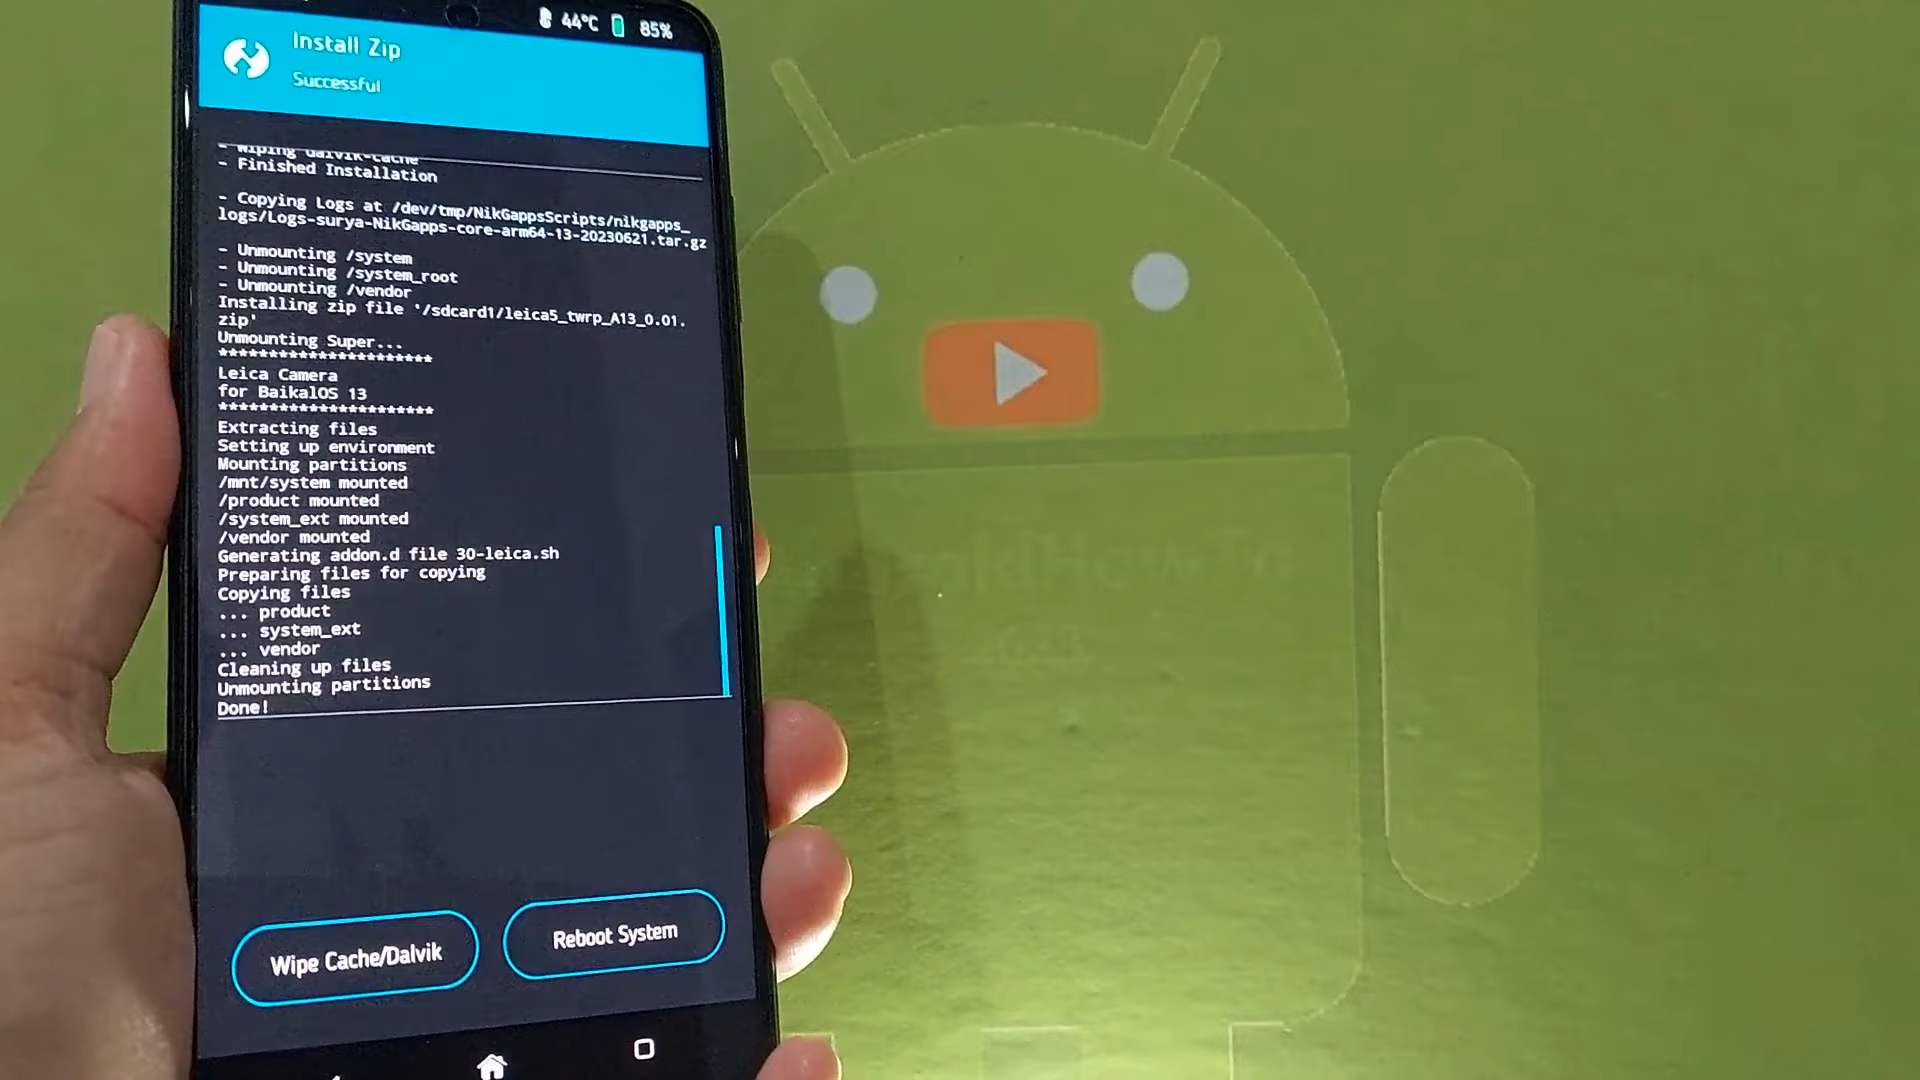 44°C 85%
Install Zip
Successful
- Wiping dalvik-cache
- Finished Installation
- Copying Logs at /dev/tmp/NikGappsScripts/nikgapps_
logs/Logs-surya-NikGapps-core-arm64-13-20230621.tar.gz
- Unmounting /system
- Unmounting /system_root
- Unmounting /vendor
Installing zip file '/sdcard1/leica5_twrp_A13_0.01.
zip'
Unmounting Super...
**********************
Leica Camera
for BaikalOS 13
**********************
Extracting files
Setting up environment
Mounting partitions
/mnt/system mounted
/product mounted
/system_ext mounted
/vendor mounted
Generating addon.d file 30-leica.sh
Preparing files for copying
Copying files
... product
... system_ext
... vendor
Cleaning up files
Unmounting partitions
Done!
Wipe Cache/Dalvik
Reboot System